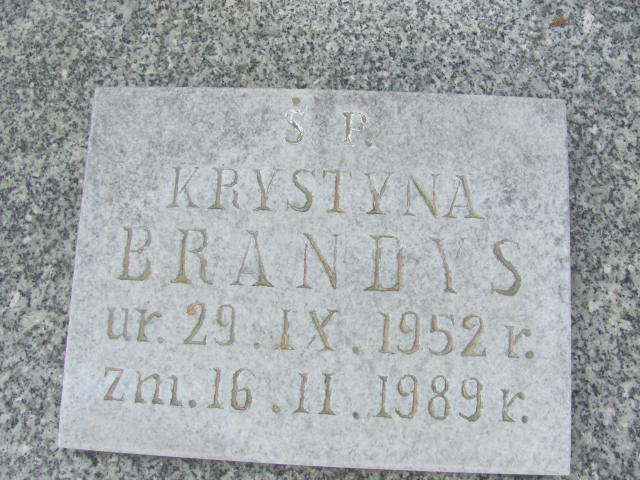 Ś P.
KRYSTYNA
BRANDYS
ur. 29. IX. 1952 r.
zm. 16. II. 1989 r.